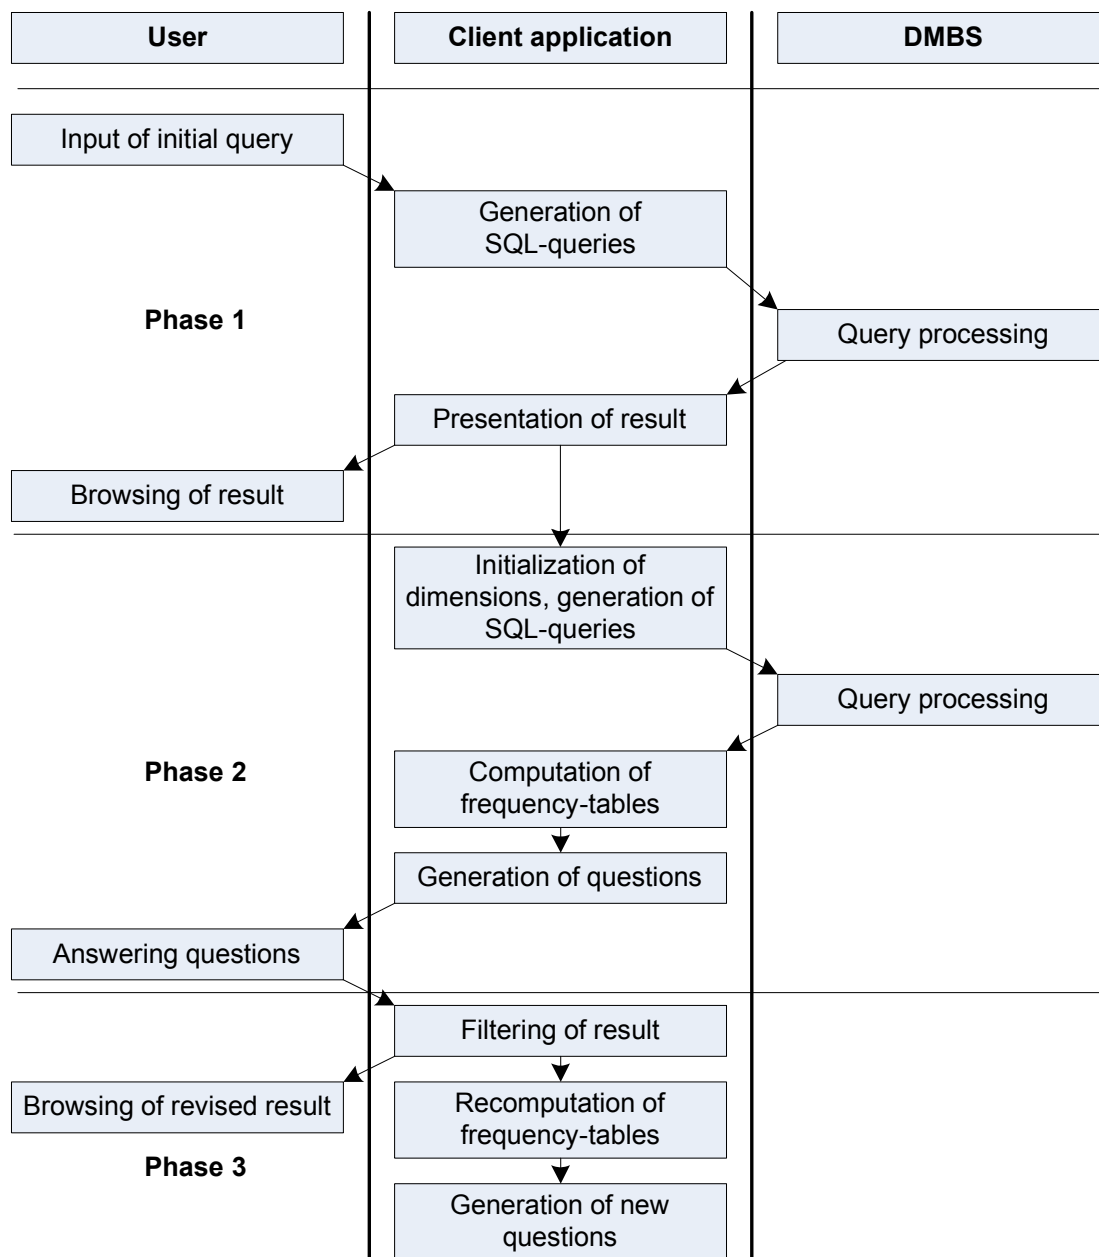 User
Client application
DMBS
Input of initial query
Generation of
SQL-queries
Phase 1
Query processing
Presentation of result
Browsing of result
Initialization of
dimensions, generation of
SQL-queries
Query processing
Phase 2
Computation of
frequency-tables
Generation of questions
Answering questions
Filtering of result
Browsing of revised result
Recomputation of
frequency-tables
Phase 3
Generation of new
questions